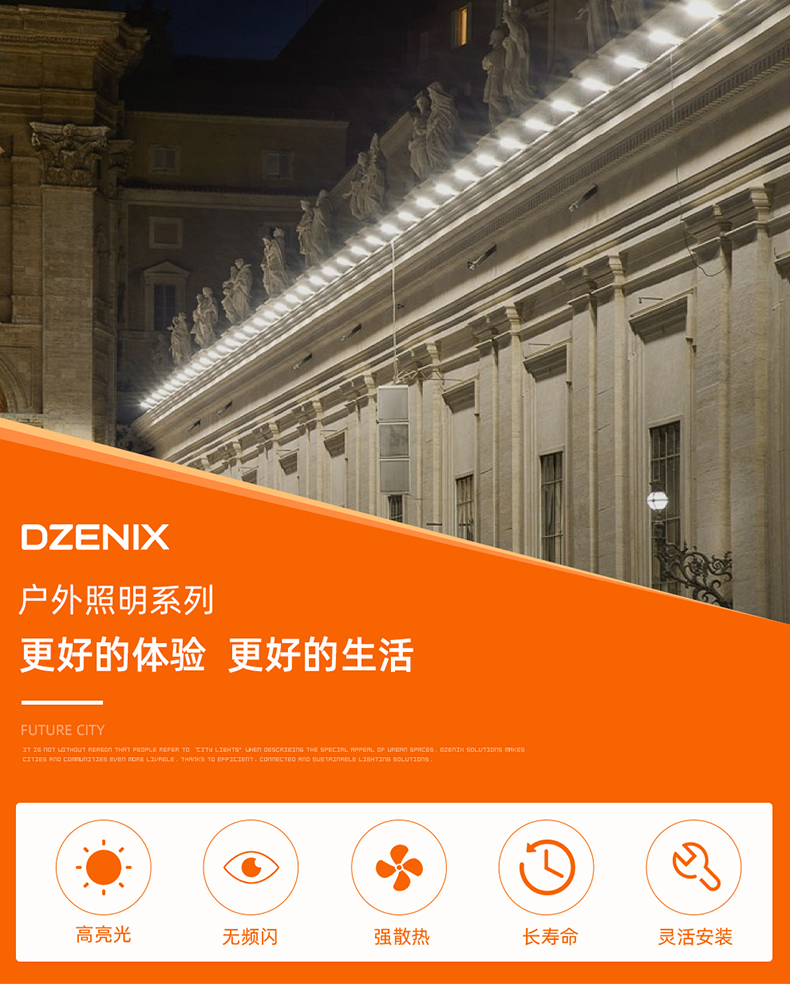 DZENIX
户外照明系列
更好的体验 更好的生活
FUTURE CITY
IT IS NOT WITHOUT REASON THAT PEOPLE REFER TO "CITY LIGHTS" WHEN DESCRIBING THE SPECIAL APPEAL OF URBAN SPACES. DZENIX SOLUTIONS MAKES
CITIES AND COMMUNITIES EVEN MORE LIVABLE. THANKS TO EFFICIENT, CONNECTED AND SUSTAINABLE LIGHTING SOLUTIONS.
高亮光
无频闪
强散热
长寿命
灵活安装